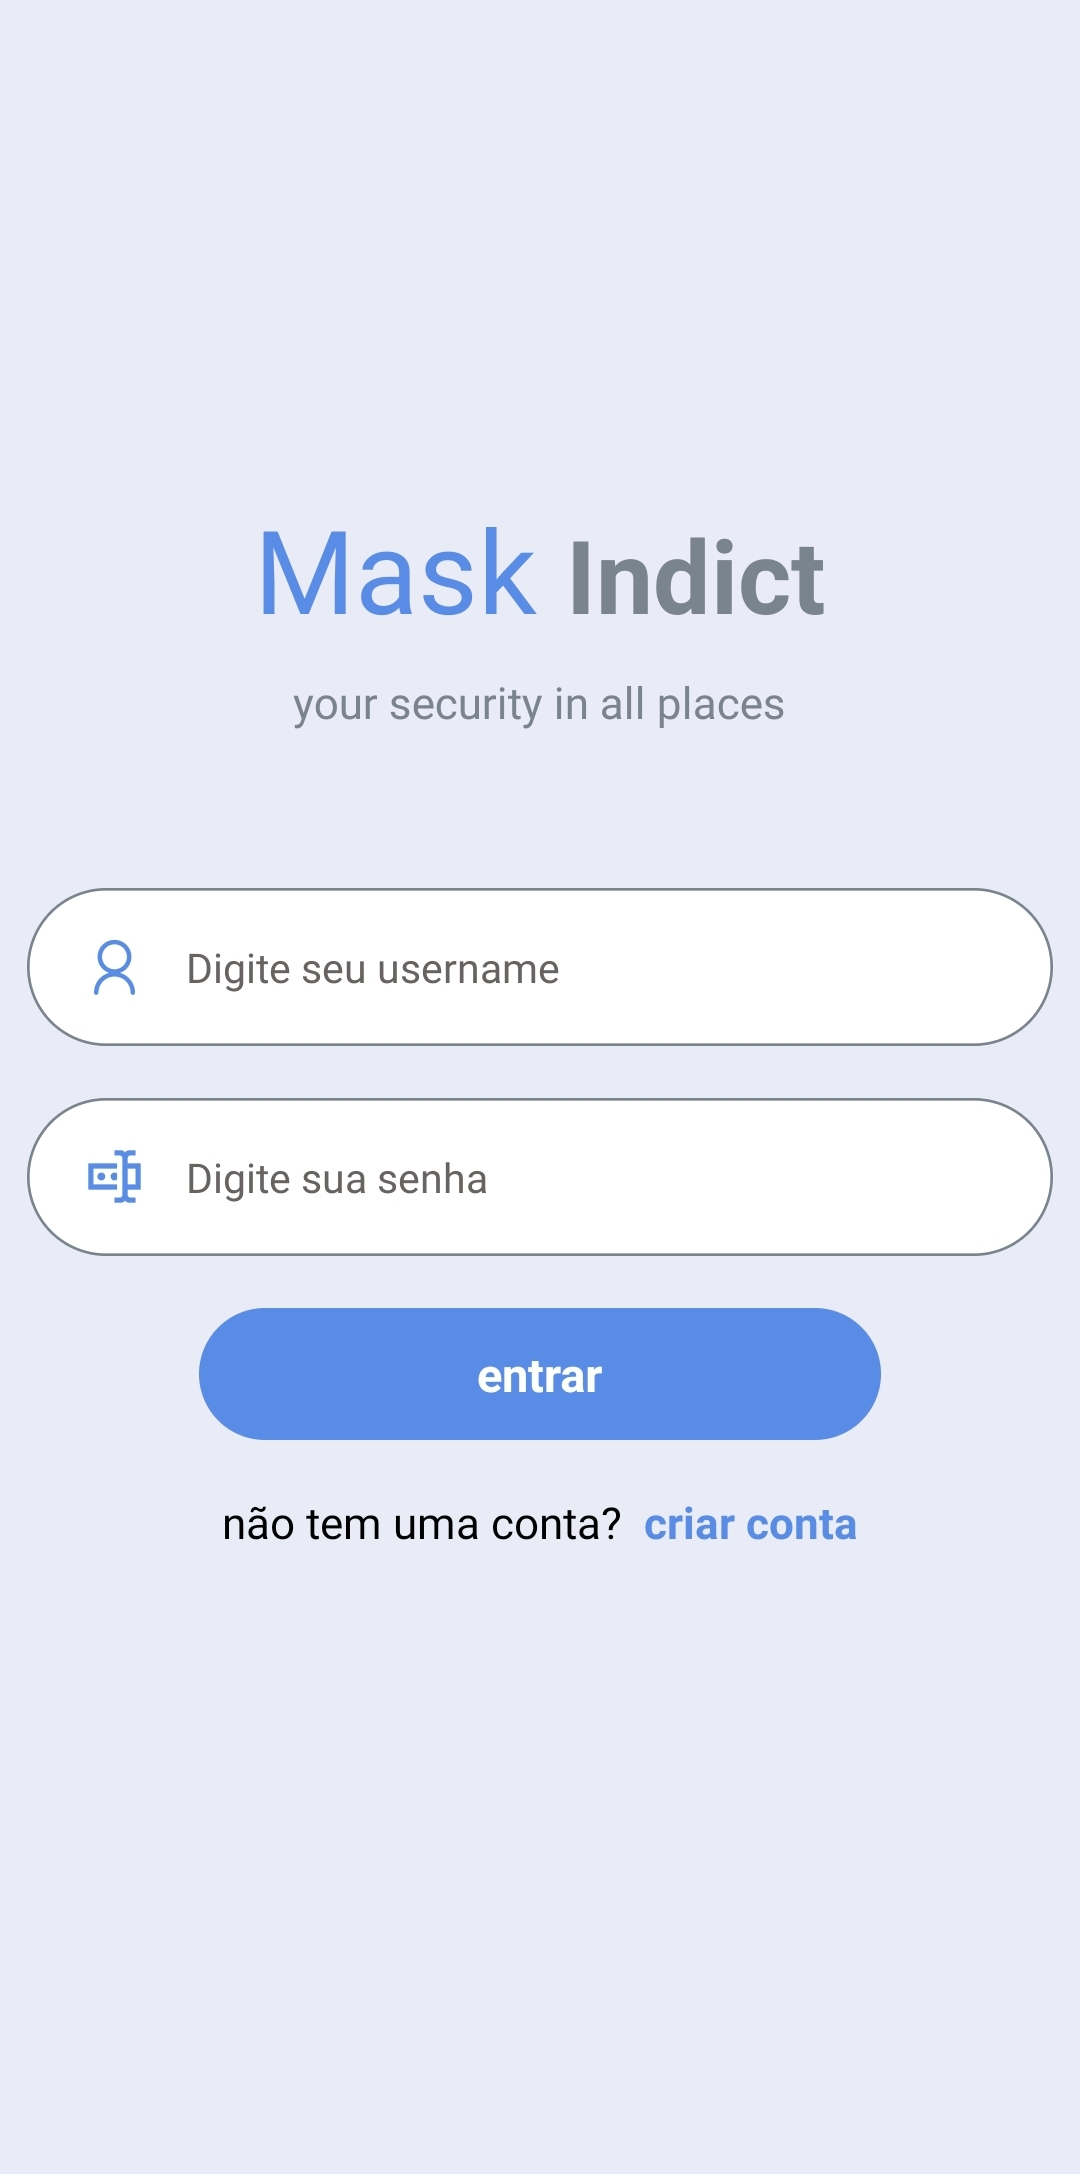 Mask Indict
your security in all places
Digite seu username
Digite sua senha
entrar
não tem uma conta? criar conta